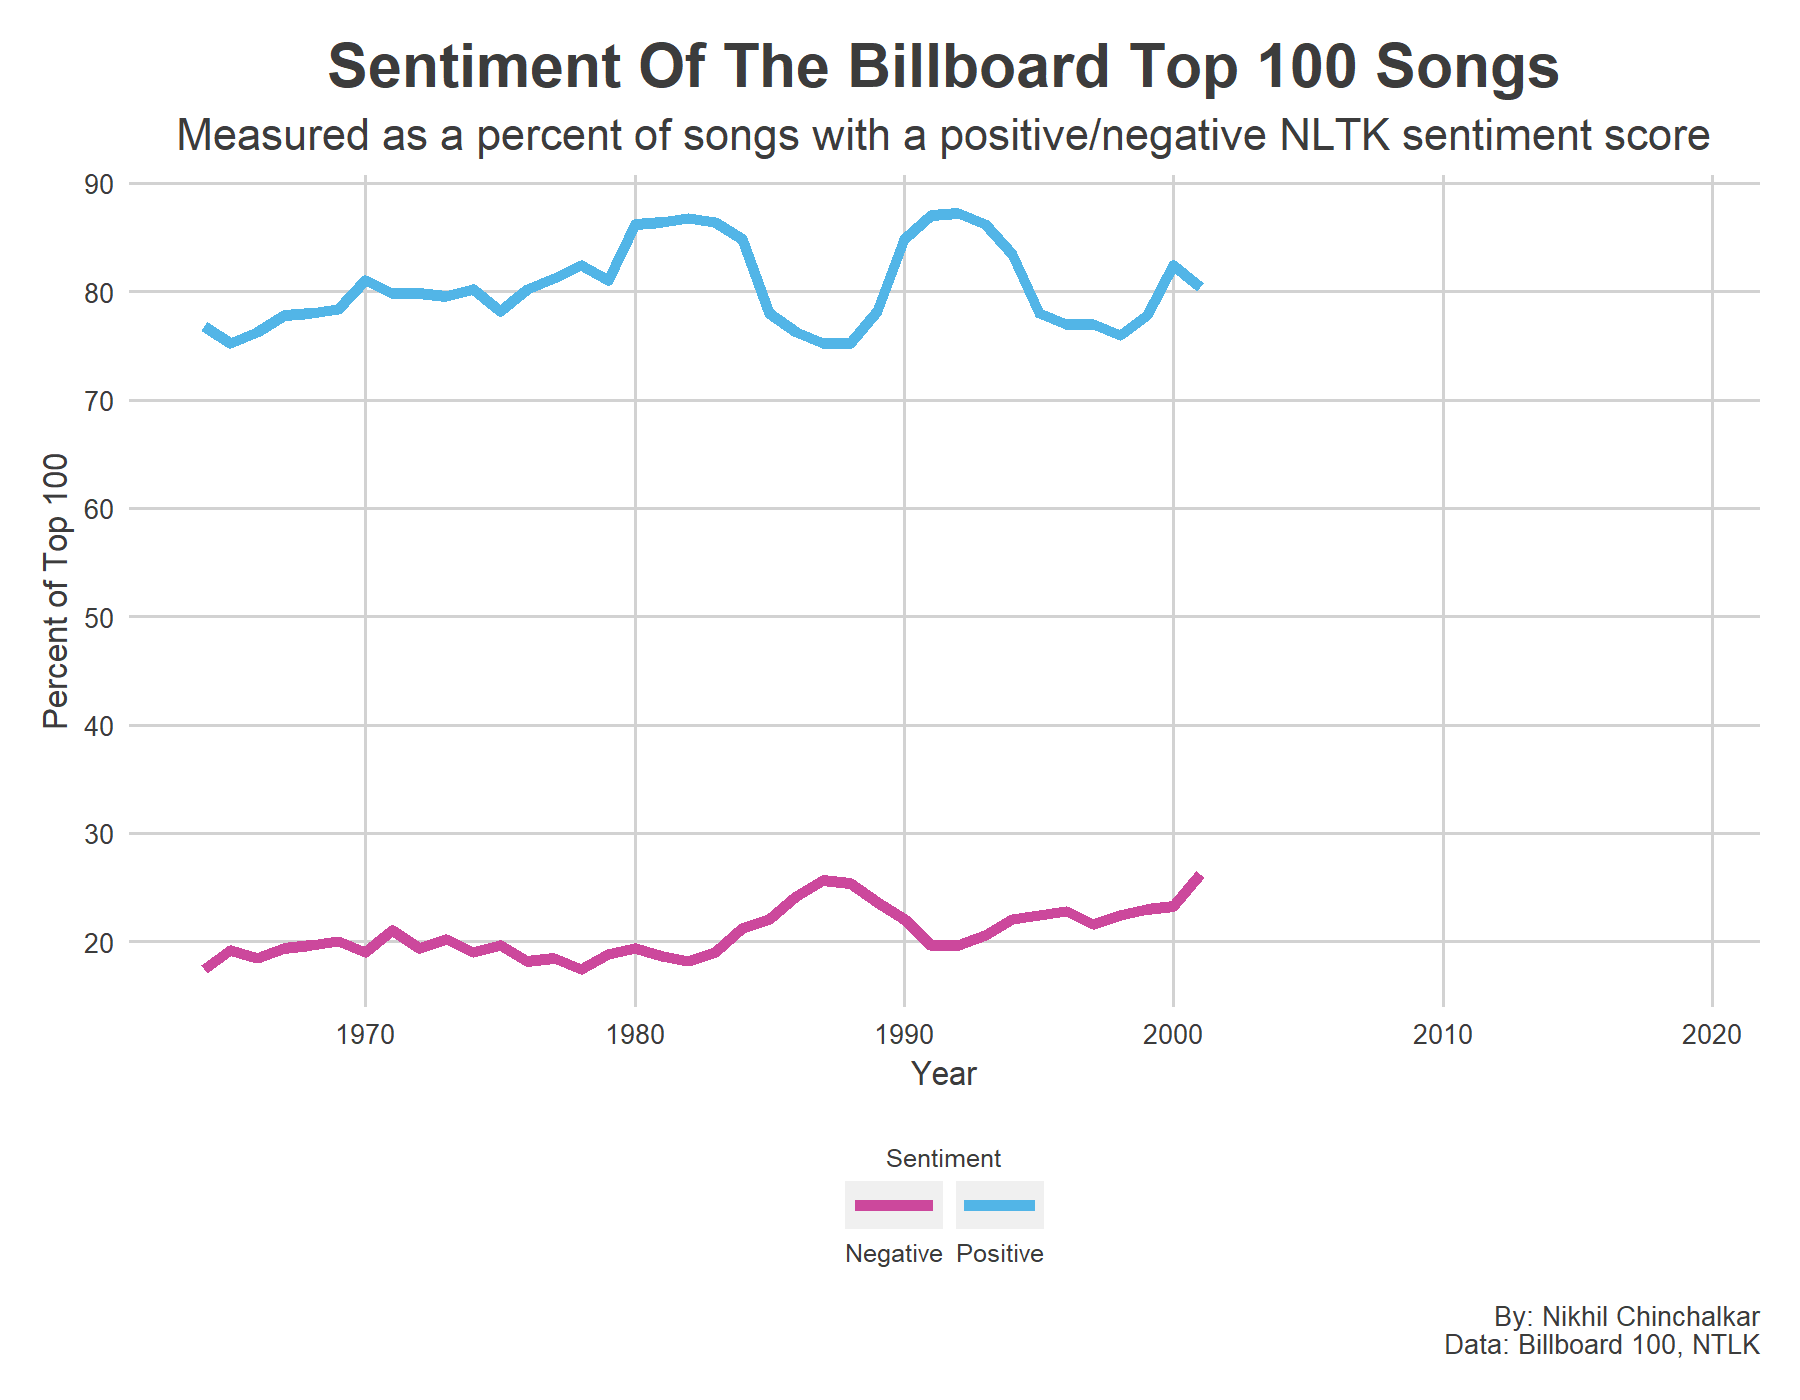 Sentiment Of The Billboard Top 100 Songs
Measured as a percent of songs with a positive/negative NLTK sentiment score
90
80
70
60
50
40
30
20
Percent of Top 100
1970 1980 1990 2000 2010 2020
Year
Sentiment
Negative Positive
By: Nikhil Chinchalkar
Data: Billboard 100, NTLK